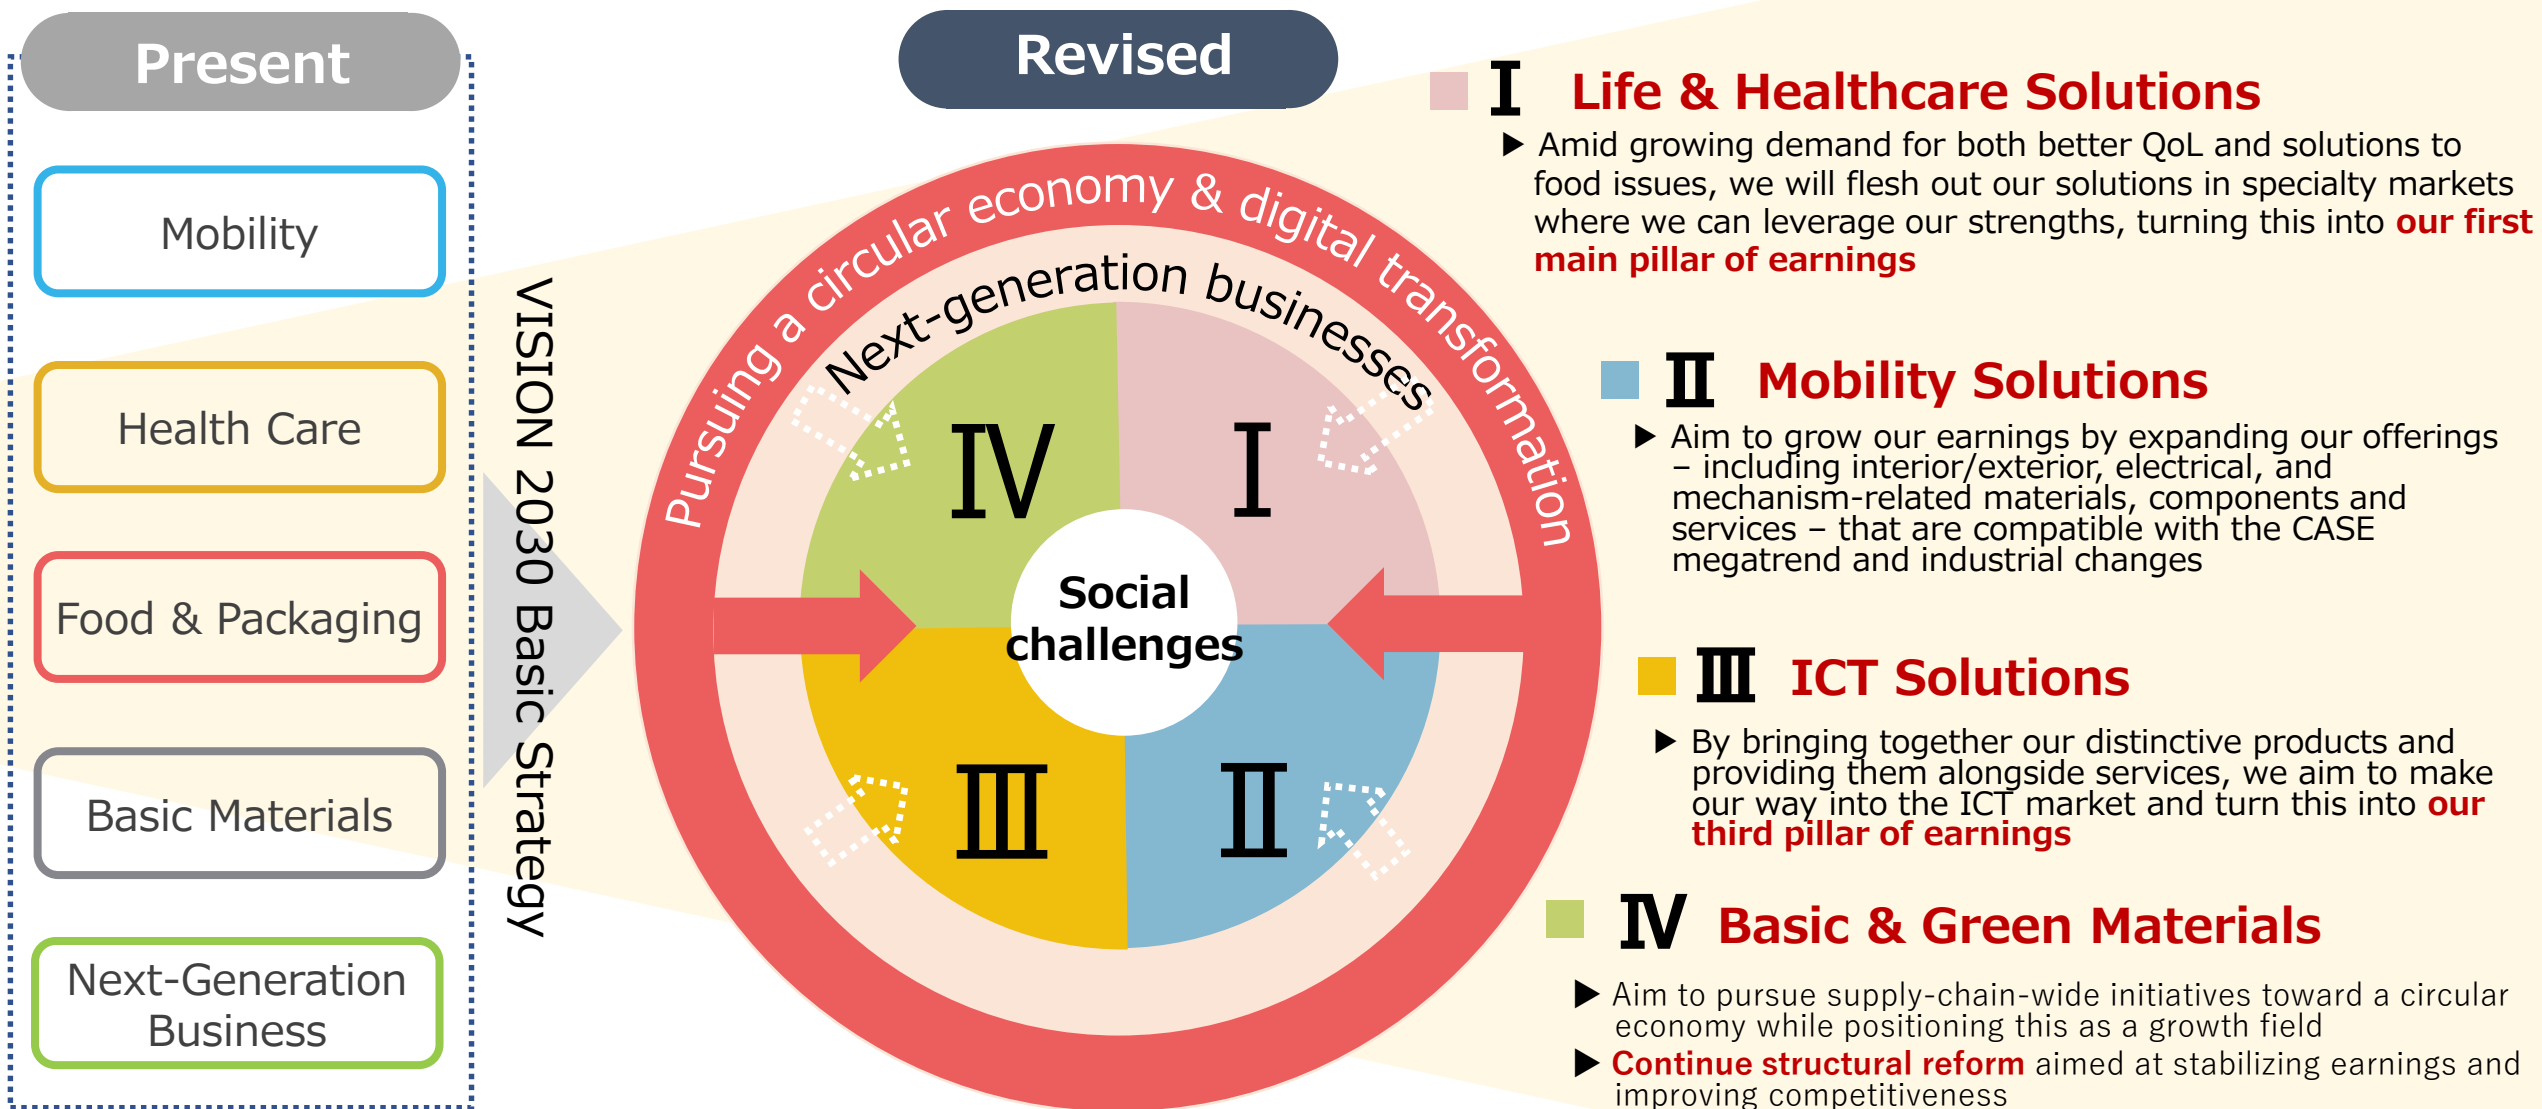 Present
Mobility
Health Care
Food & Packaging
Basic Materials
Next-Generation
Business
VISION 2030 Basic Strategy
Revised
Pursuing a circular economy & digital transformation
Next-generation businesses
Ⅳ
Ⅰ
Social
challenges
Ⅲ
Ⅱ
Ⅰ Life & Healthcare Solutions
▶ Amid growing demand for both better QoL and solutions to
food issues, we will flesh out our solutions in specialty markets
where we can leverage our strengths, turning this into our first
main pillar of earnings
Ⅱ Mobility Solutions
▶ Aim to grow our earnings by expanding our offerings
– including interior/exterior, electrical, and
mechanism-related materials, components and
services – that are compatible with the CASE
megatrend and industrial changes
Ⅲ ICT Solutions
▶ By bringing together our distinctive products and
providing them alongside services, we aim to make
our way into the ICT market and turn this into our
third pillar of earnings
Ⅳ Basic & Green Materials
▶ Aim to pursue supply-chain-wide initiatives toward a circular
economy while positioning this as a growth field
▶ Continue structural reform aimed at stabilizing earnings and
improving competitiveness